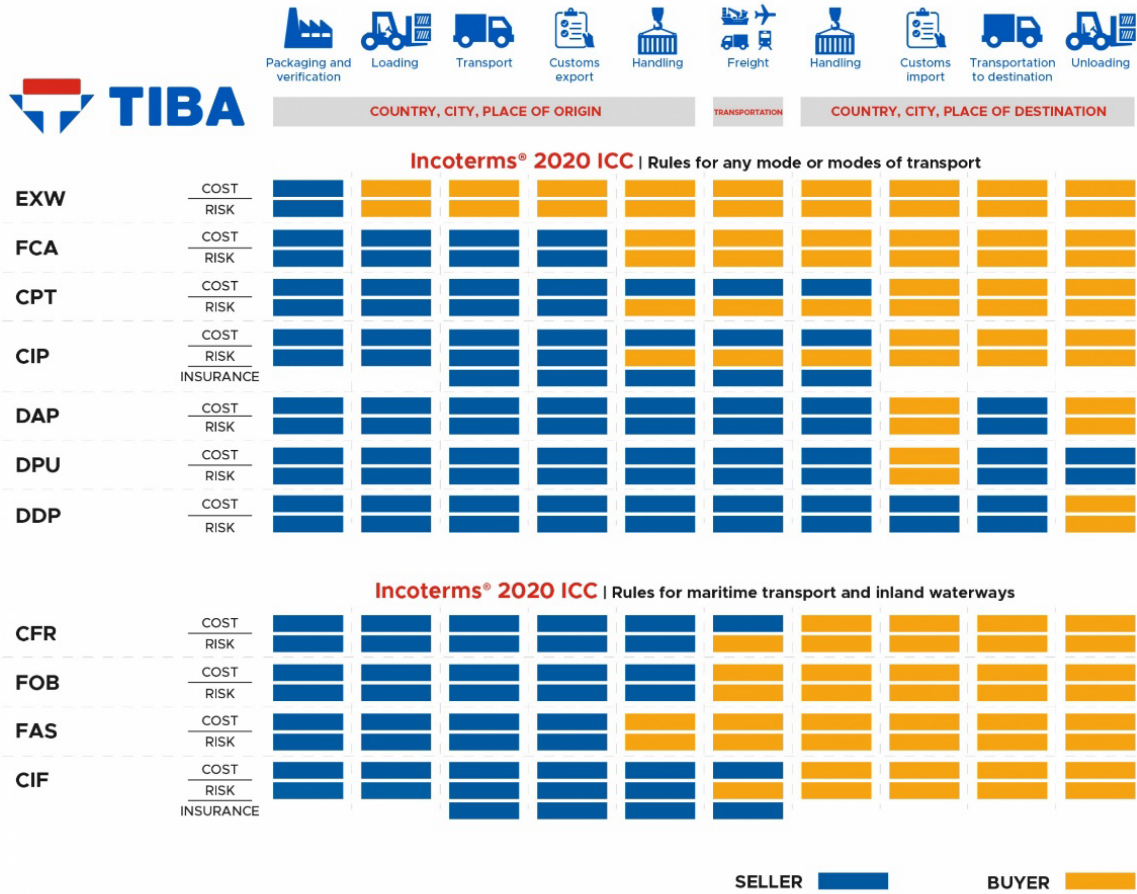 Packaging and verification
Loading
Transport
Customs export
Handling
Freight
Handling
Customs import
Transportation to destination
Unloading
TIBA
COUNTRY, CITY, PLACE OF ORIGIN
TRANSPORTATION
COUNTRY, CITY, PLACE OF DESTINATION
Incoterms® 2020 ICC | Rules for any mode or modes of transport
EXW
COST
RISK
FCA
COST
RISK
CPT
COST
RISK
CIP
COST
RISK
INSURANCE
DAP
COST
RISK
DPU
COST
RISK
DDP
COST
RISK
Incoterms® 2020 ICC | Rules for maritime transport and inland waterways
CFR
COST
RISK
FOB
COST
RISK
FAS
COST
RISK
CIF
COST
RISK
INSURANCE
SELLER
BUYER